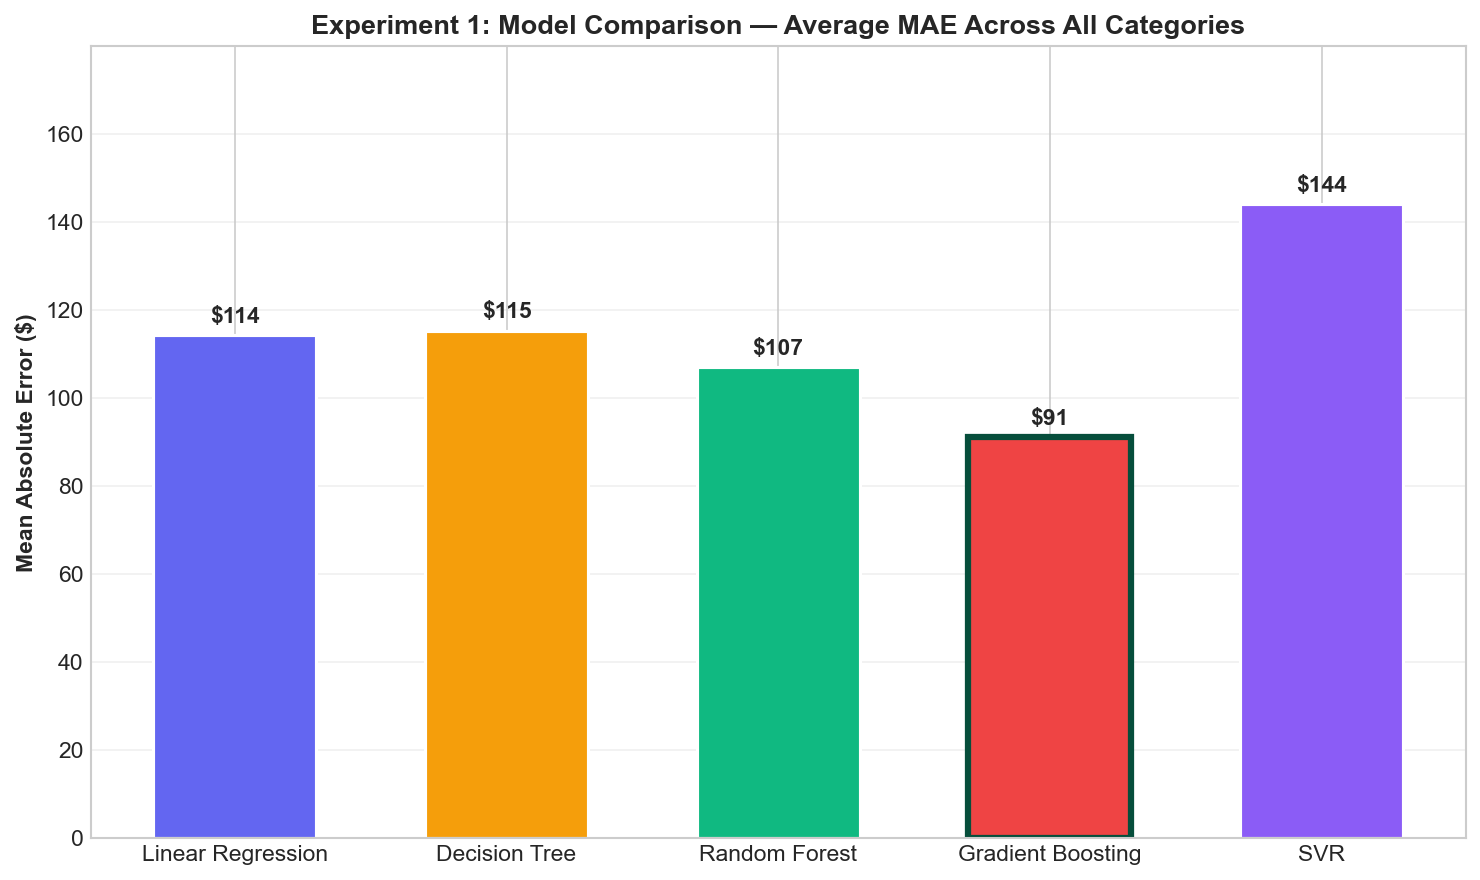 Experiment 1: Model Comparison — Average MAE Across All Categories
Mean Absolute Error ($)
160
140
120
100
80
60
40
20
0
$114
$115
$107
$91
$144
Linear Regression
Decision Tree
Random Forest
Gradient Boosting
SVR